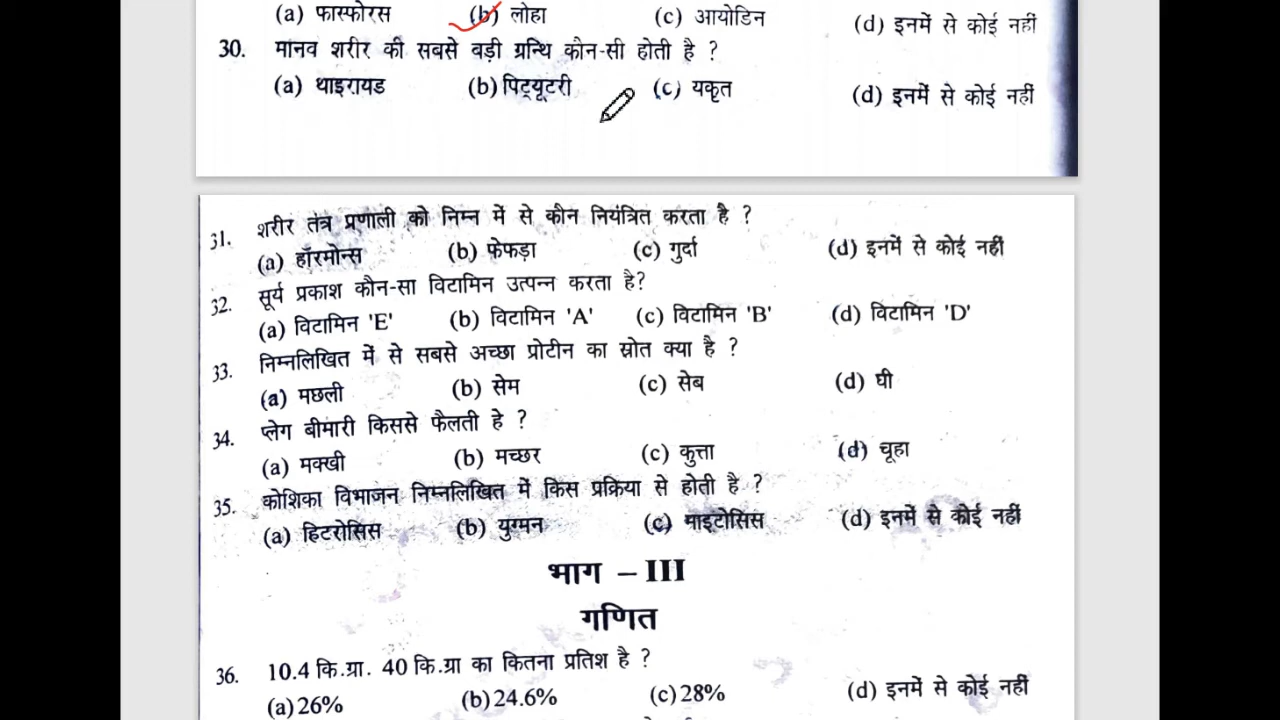 (a) फास्फोरस (b) लोहा (c) आयोडिन (d) इनमें से कोई नहीं
30. मानव शरीर की सबसे बड़ी ग्रन्थि कौन-सी होती है ?
(a) थाइरायड (b) पिट्यूटरी (c) यकृत (d) इनमें से कोई नहीं
31. शरीर तंत्र प्रणाली को निम्न में से कौन नियंत्रित करता है ?
(a) हॉरमोन्स (b) फेफड़ा (c) गुर्दा (d) इनमें से कोई नहीं
32. सूर्य प्रकाश कौन-सा विटामिन उत्पन्न करता है?
(a) विटामिन 'E' (b) विटामिन 'A' (c) विटामिन 'B' (d) विटामिन 'D'
33. निम्नलिखित में से सबसे अच्छा प्रोटीन का स्रोत क्या है ?
(a) मछली (b) सेम (c) सेब (d) घी
34. प्लेग बीमारी किससे फैलती हे ?
(a) मक्खी (b) मच्छर (c) कुत्ता (d) चूहा
35. कोशिका विभाजन निम्नलिखित में किस प्रक्रिया से होती है ?
(a) हिटरोसिस (b) युग्मन (c) माइटोसिस (d) इनमें से कोई नहीं
भाग – III
गणित
36. 10.4 कि.ग्रा. 40 कि.ग्रा का कितना प्रतिश है ?
(a) 26% (b) 24.6% (c) 28% (d) इनमें से कोई नहीं